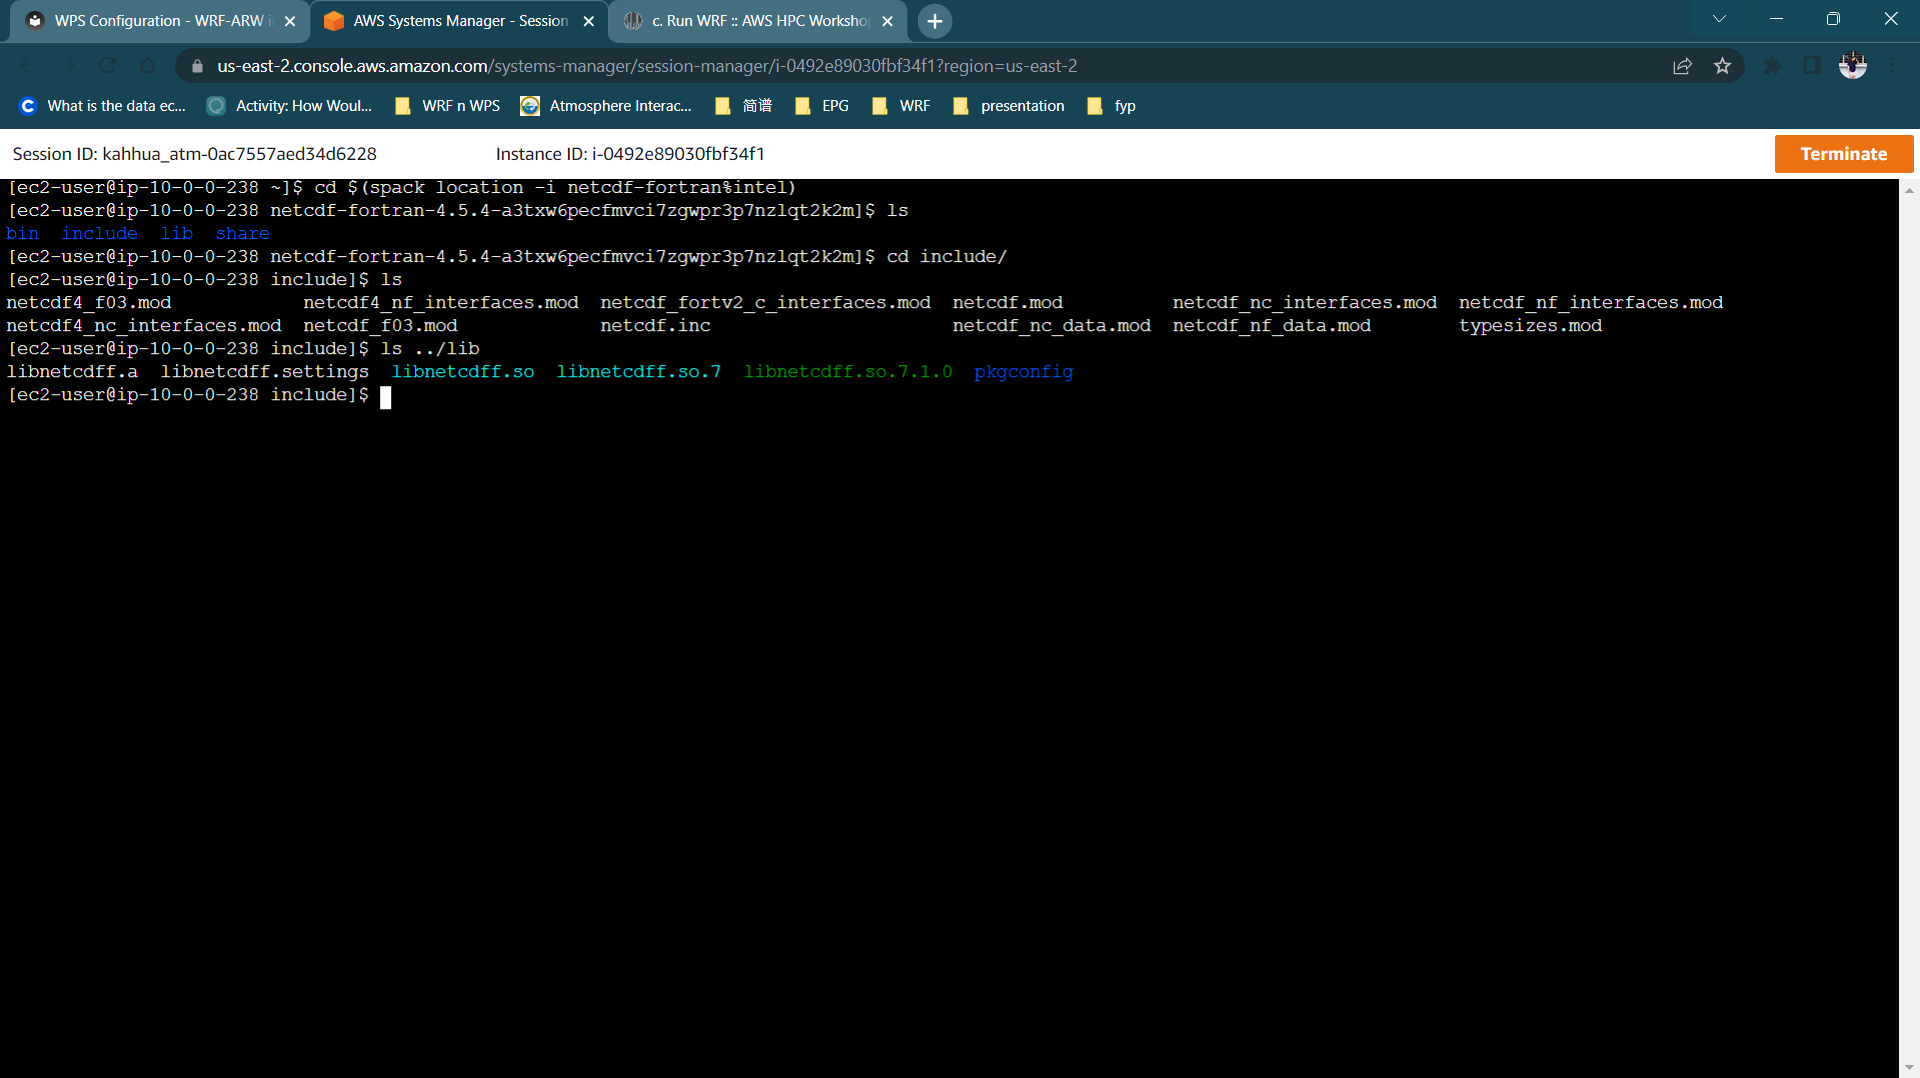 WPS Configuration - WRF-ARW i
AWS Systems Manager - Session
c. Run WRF :: AWS HPC Worksho
us-east-2.console.aws.amazon.com/systems-manager/session-manager/i-0492e89030fbf34f1?region=us-east-2
What is the data ec... Activity: How Woul... WRF n WPS Atmosphere Interac... 简谱 EPG WRF presentation fyp
Session ID: kahhua_atm-0ac7557aed34d6228 Instance ID: i-0492e89030fbf34f1 Terminate
[ec2-user@ip-10-0-0-238 ~]$ cd $(spack location -i netcdf-fortran%intel)
[ec2-user@ip-10-0-0-238 netcdf-fortran-4.5.4-a3txw6pecfmvci7zgwpr3p7nzlqt2k2m]$ ls
bin include lib share
[ec2-user@ip-10-0-0-238 netcdf-fortran-4.5.4-a3txw6pecfmvci7zgwpr3p7nzlqt2k2m]$ cd include/
[ec2-user@ip-10-0-0-238 include]$ ls
netcdf4_f03.mod netcdf4_nf_interfaces.mod netcdf_fortv2_c_interfaces.mod netcdf.mod netcdf_nc_interfaces.mod netcdf_nf_interfaces.mod
netcdf4_nc_interfaces.mod netcdf_f03.mod netcdf.inc netcdf_nc_data.mod netcdf_nf_data.mod typesizes.mod
[ec2-user@ip-10-0-0-238 include]$ ls ../lib
libnetcdff.a libnetcdff.settings libnetcdff.so libnetcdff.so.7 libnetcdff.so.7.1.0 pkgconfig
[ec2-user@ip-10-0-0-238 include]$